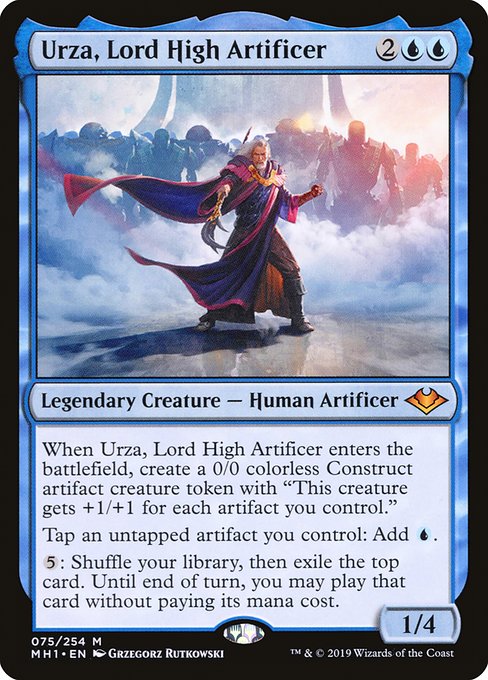 Urza, Lord High Artificer 2
Legendary Creature — Human Artificer
When Urza, Lord High Artificer enters the
battlefield, create a 0/0 colorless Construct
artifact creature token with “This creature
gets +1/+1 for each artifact you control.”
Tap an untapped artifact you control: Add .
5: Shuffle your library, then exile the top
card. Until end of turn, you may play that
card without paying its mana cost.
1/4
075/254 M
MH1 • EN Grzegorz Rutkowski
™ & © 2019 Wizards of the Coast